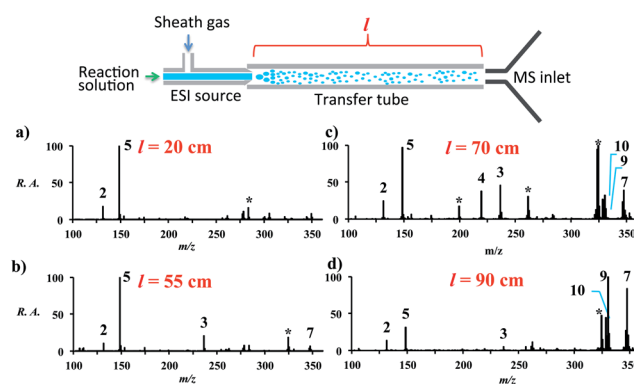 Sheath gas
l
Reaction solution
ESI source
Transfer tube
MS inlet
a)
l = 20 cm
100
50
0
R. A.
2
5
*
100 150 200 250 300 350
m/z
c)
l = 70 cm
100
50
0
2
5
*
4
3
*
*
10
9
7
100 150 200 250 300 350
m/z
b)
l = 55 cm
100
50
0
R. A.
2
5
3
*
7
100 150 200 250 300 350
m/z
d)
l = 90 cm
100
50
0
2
5
3
*
10
9
7
100 150 200 250 300 350
m/z